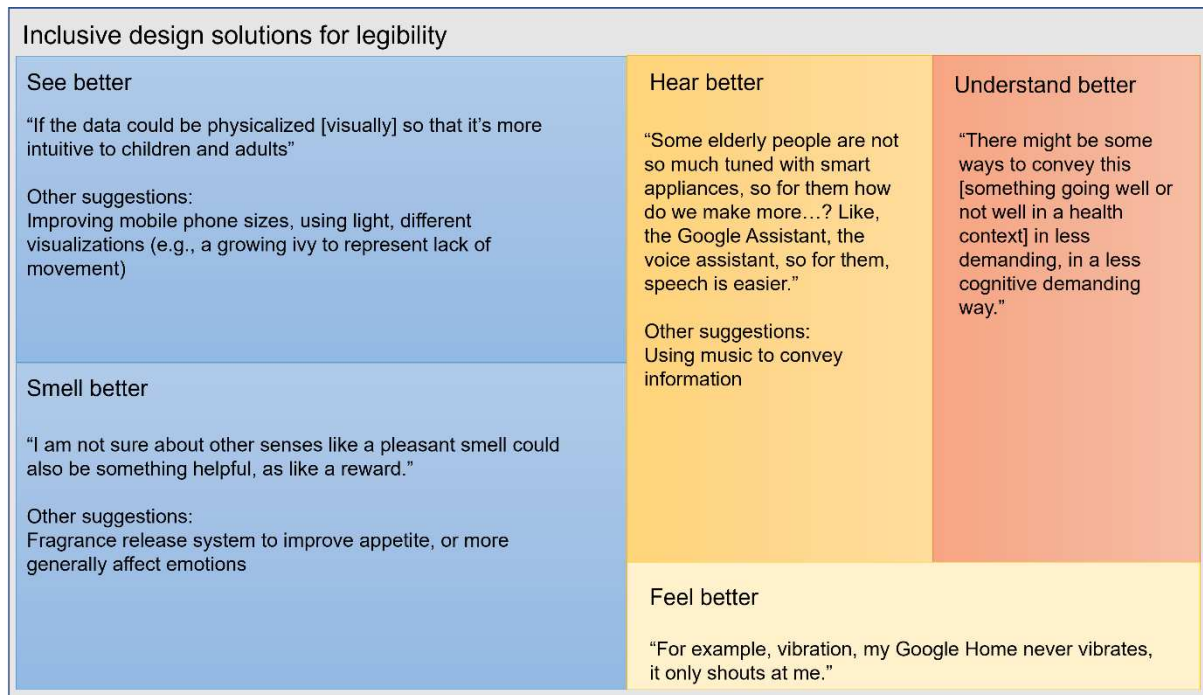 Inclusive design solutions for legibility
See better
“If the data could be physicalized [visually] so that it’s more
intuitive to children and adults”
Other suggestions:
Improving mobile phone sizes, using light, different
visualizations (e.g., a growing ivy to represent lack of
movement)
Smell better
“I am not sure about other senses like a pleasant smell could
also be something helpful, as like a reward.”
Other suggestions:
Fragrance release system to improve appetite, or more
generally affect emotions
Hear better
“Some elderly people are not
so much tuned with smart
appliances, so for them how
do we make more…? Like,
the Google Assistant, the
voice assistant, so for them,
speech is easier.”
Other suggestions:
Using music to convey
information
Understand better
“There might be some
ways to convey this
[something going well or
not well in a health
context] in less
demanding, in a less
cognitive demanding
way.”
Feel better
“For example, vibration, my Google Home never vibrates,
it only shouts at me.”